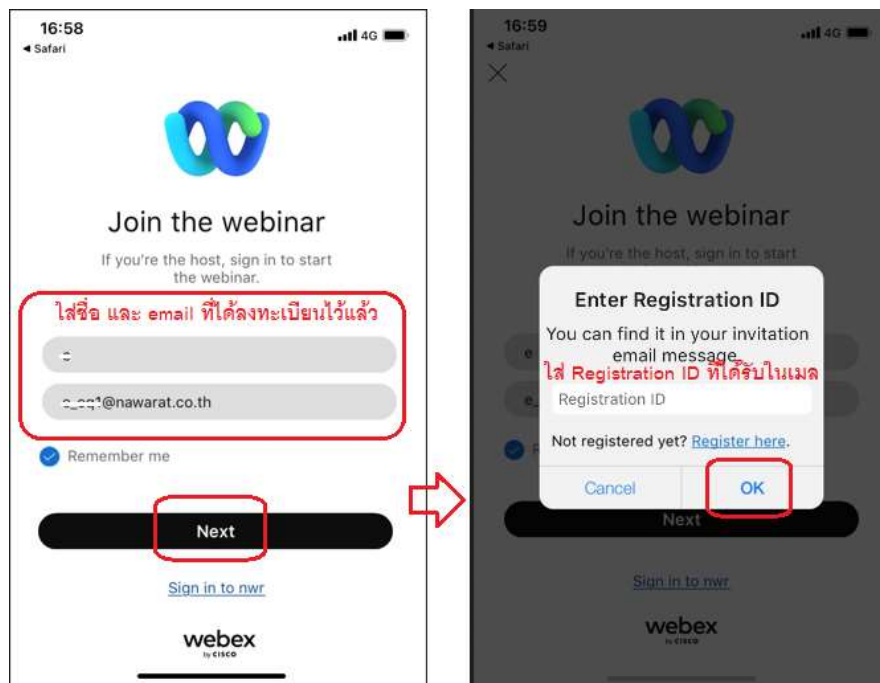 16:58
4G
Safari
Join the webinar
If you're the host, sign in to start
the webinar.
ใส่ชื่อ และ email ที่ได้ลงทะเบียนไว้แล้ว
@nawarat.co.th
Remember me
Next
Sign in to nwr
webex
by CISCO
16:59
4G
Safari
Join the webinar
If you're the host, sign in to start
Enter Registration ID
You can find it in your invitation
email message.
ใส่ Registration ID ที่ได้รับในเมล
Registration ID
Not registered yet? Register here.
Cancel
OK
Next
Sign in to nwr
webex
by CISCO